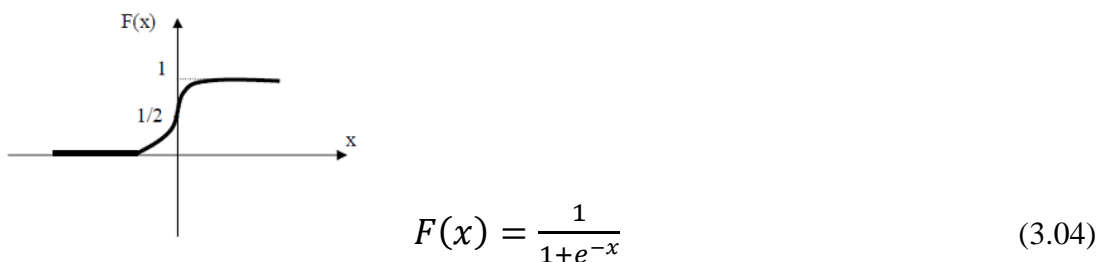 F(x)
1
1/2
x
F(x) = 1/(1+e^{-x}) (3.04)